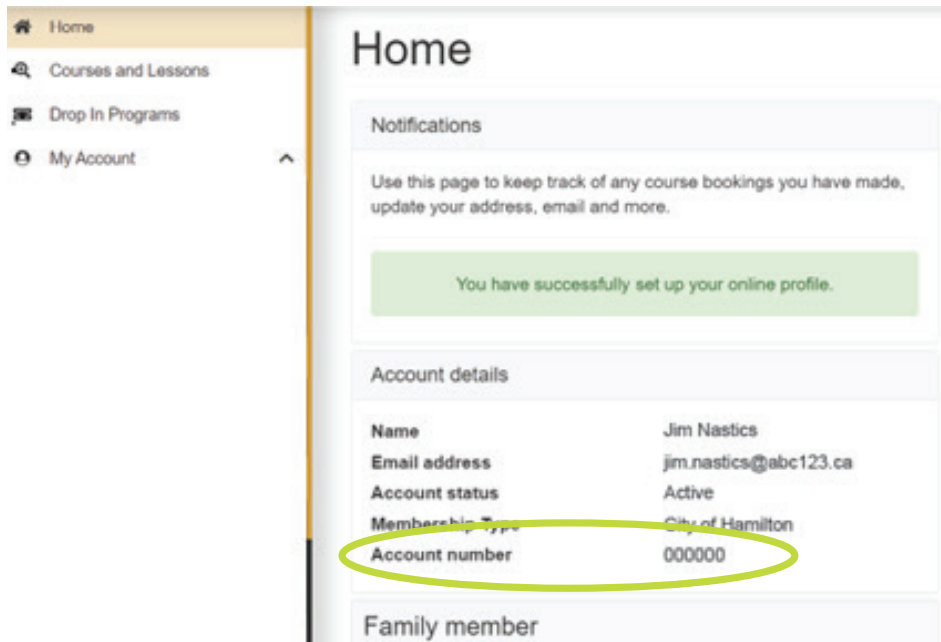 Home
Courses and Lessons
Drop In Programs
My Account
Home
Notifications
Use this page to keep track of any course bookings you have made,
update your address, email and more.
You have successfully set up your online profile.
Account details
Name Jim Nastics
Email address jim.nastics@abc123.ca
Account status Active
Membership Type City of Hamilton
Account number 000000
Family member